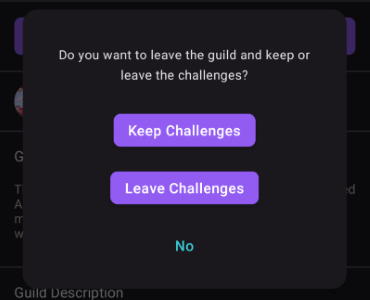 Do you want to leave the guild and keep or
leave the challenges?
Keep Challenges
Leave Challenges
No
Guild Description